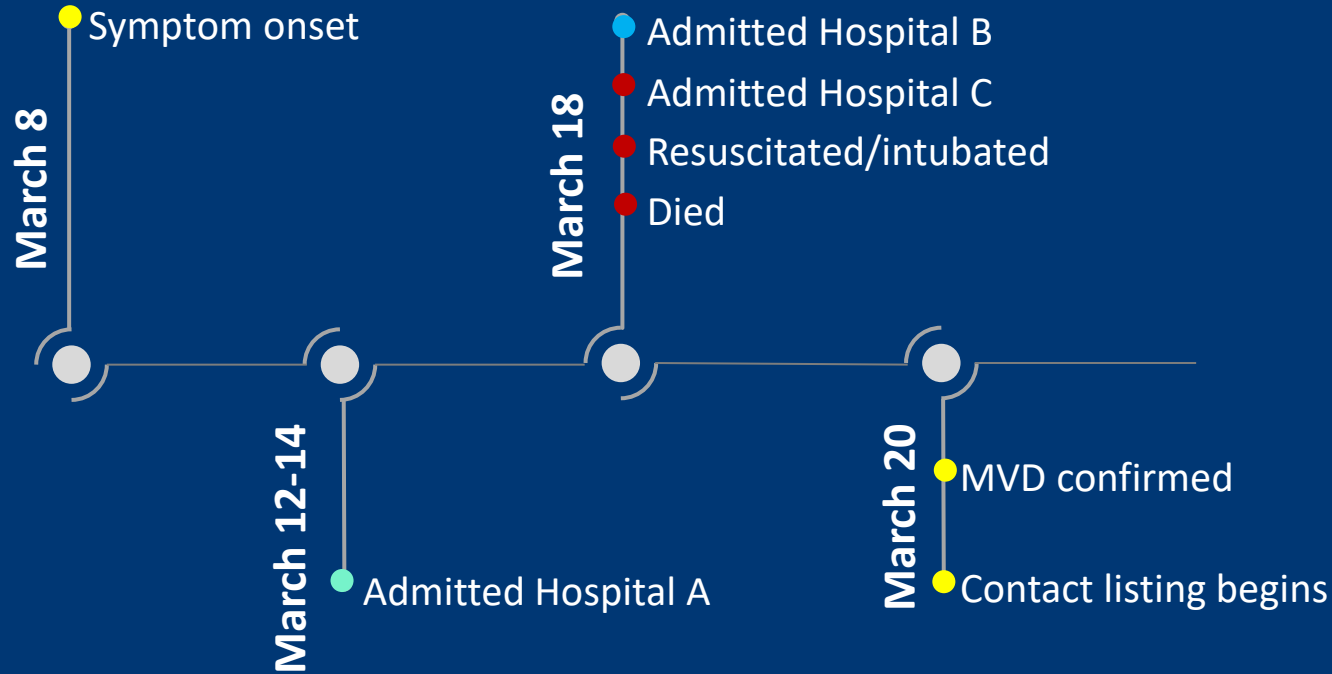 March 8
Symptom onset
March 12-14
Admitted Hospital A
March 18
Admitted Hospital B
Admitted Hospital C
Resuscitated/intubated
Died
March 20
MVD confirmed
Contact listing begins